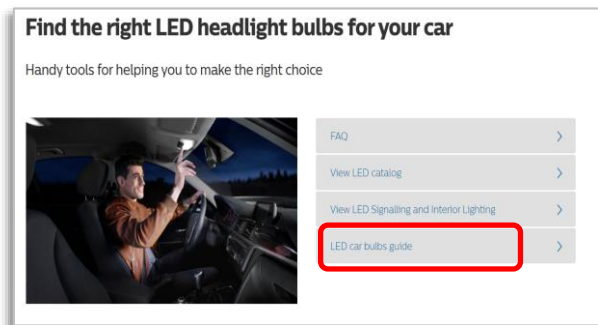 Find the right LED headlight bulbs for your car
Handy tools for helping you to make the right choice
FAQ
View LED catalog
View LED Signalling and Interior Lighting
LED car bulbs guide